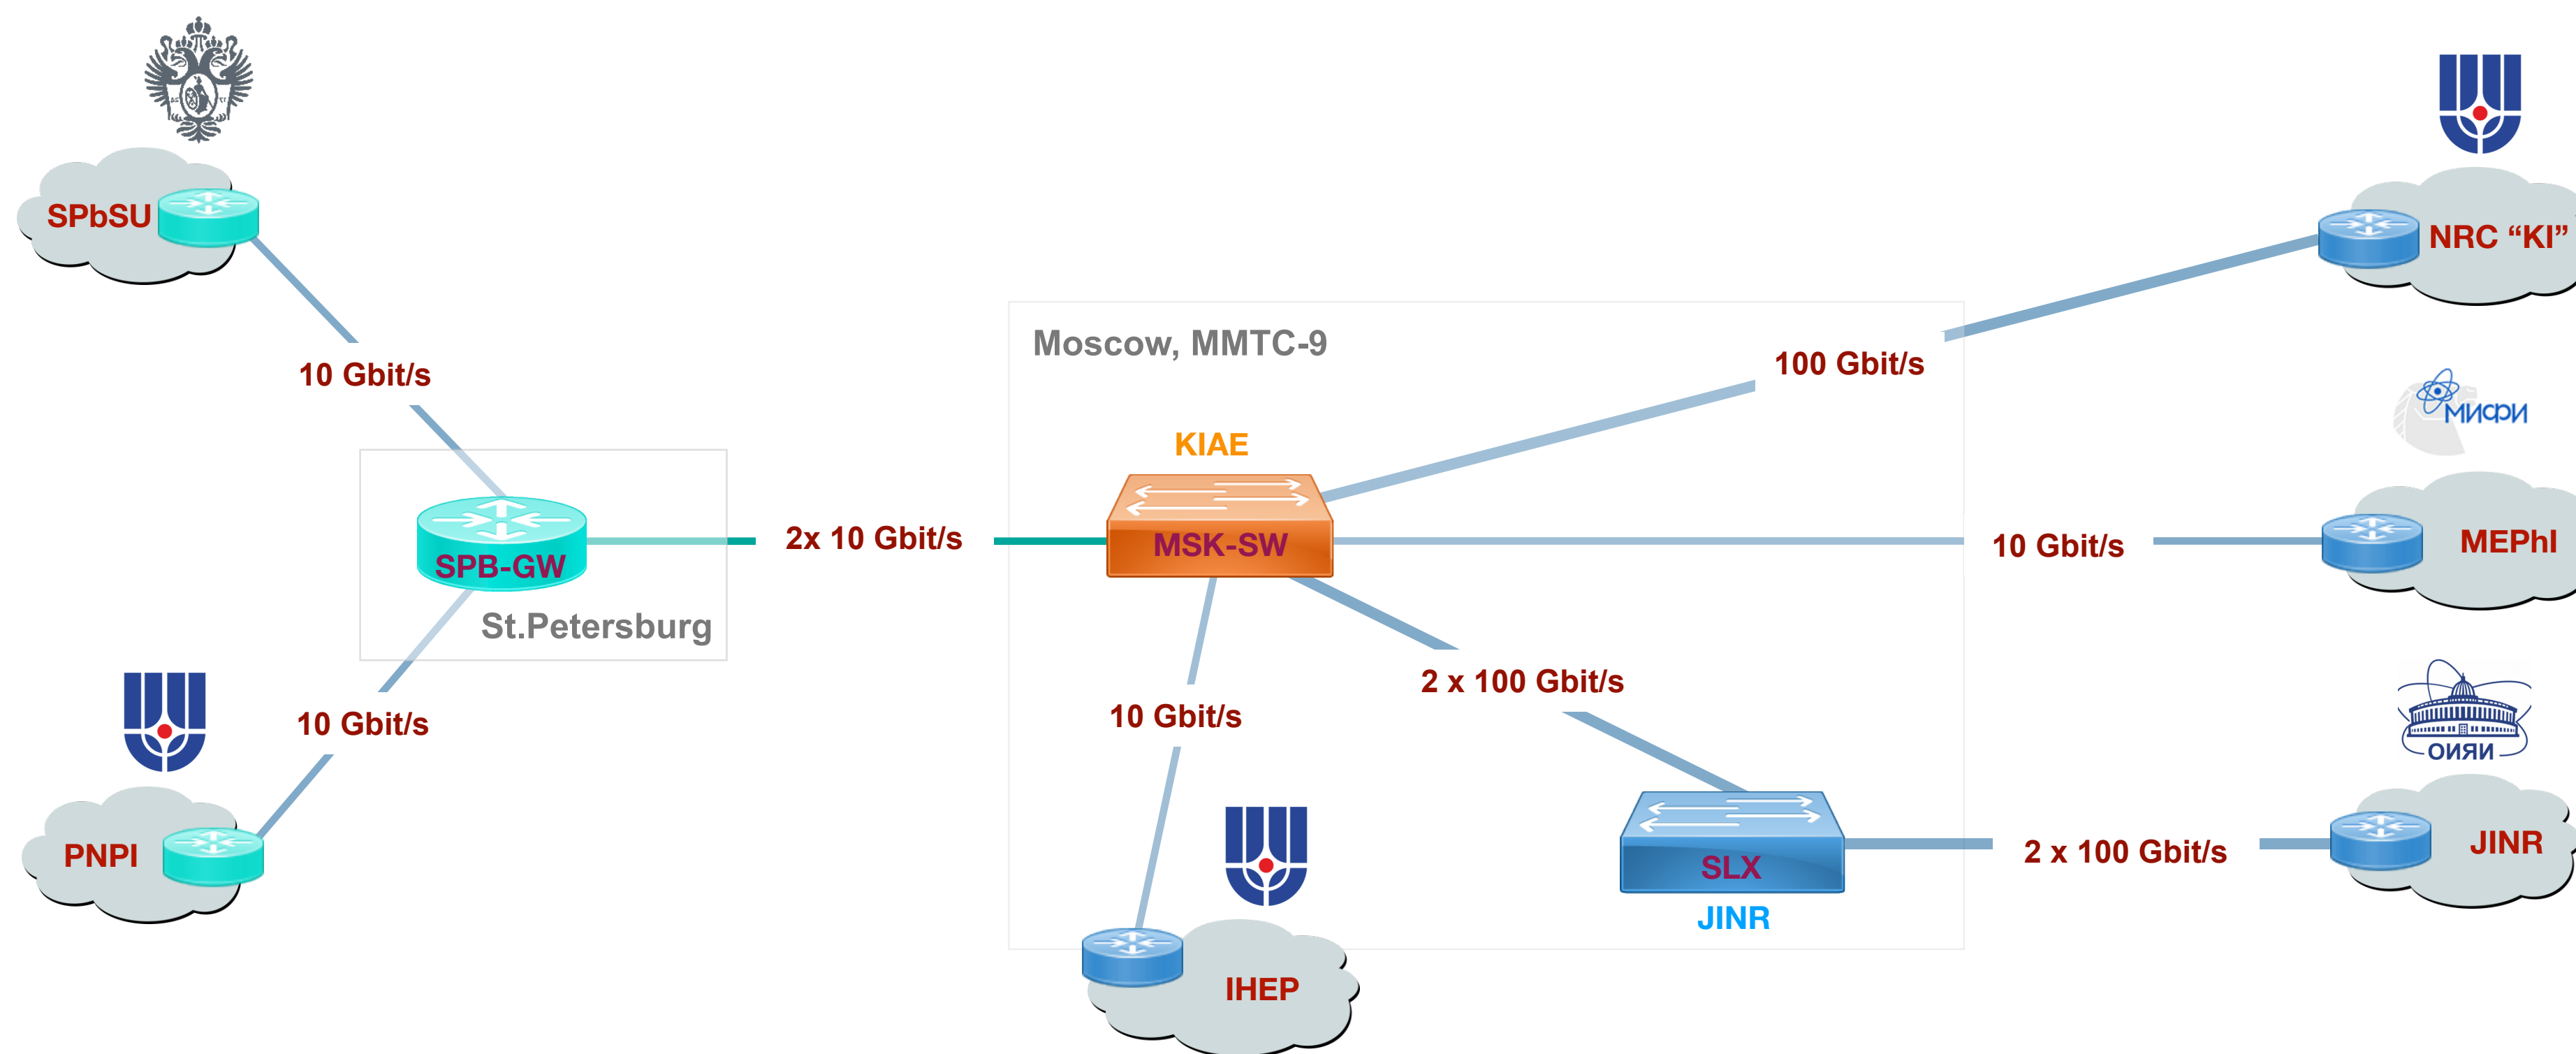 SPbSU
10 Gbit/s
SPB-GW
St.Petersburg
10 Gbit/s
PNPI
2x 10 Gbit/s
Moscow, MMTC-9
KIAE
MSK-SW
100 Gbit/s
NRC “KI”
10 Gbit/s
МИФИ
MEPhI
10 Gbit/s
IHEP
2 x 100 Gbit/s
SLX
JINR
2 x 100 Gbit/s
ОИЯИ
JINR